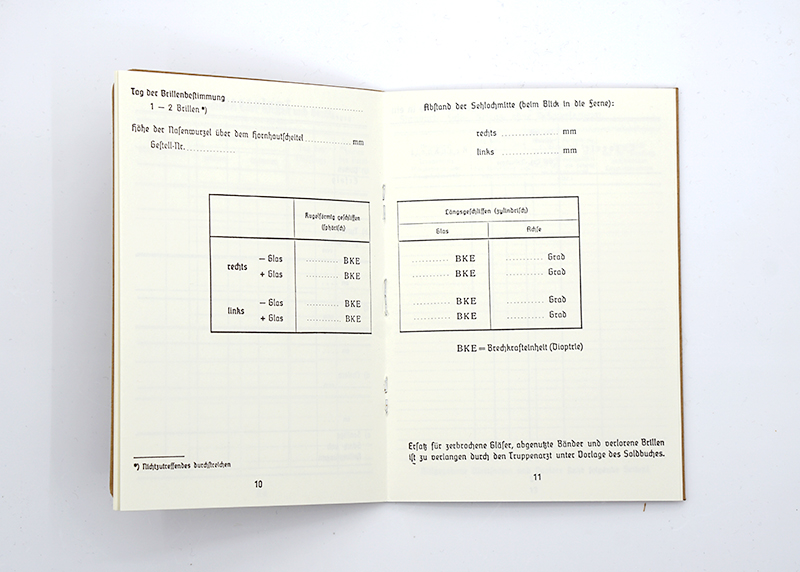 Tag der Brillenbestimmung ..............................
1 — 2 Brillen *)
Höhe der Nasenwurzel über dem Hornhautscheitel .............. mm
Gestell-Nr. ..............
Kugelförmig geschliffen
(sphärisch)
rechts — Glas .......... BKE
+ Glas .......... BKE
links — Glas .......... BKE
+ Glas .......... BKE
*) Nichtzutreffendes durchstreichen
10
Abstand der Sehlochmitte (beim Blick in die Ferne):
rechts .............. mm
links .............. mm
Längsgeschliffen (zylindrisch)
Glas Achse
.......... BKE .......... Grad
.......... BKE .......... Grad
.......... BKE .......... Grad
.......... BKE .......... Grad
BKE = Brechkrafteinheit (Dioptrie)
Ersatz für zerbrochene Gläser, abgenutzte Bänder und verlorene Brillen
ist zu verlangen durch den Truppenarzt unter Vorlage des Soldbuches.
11